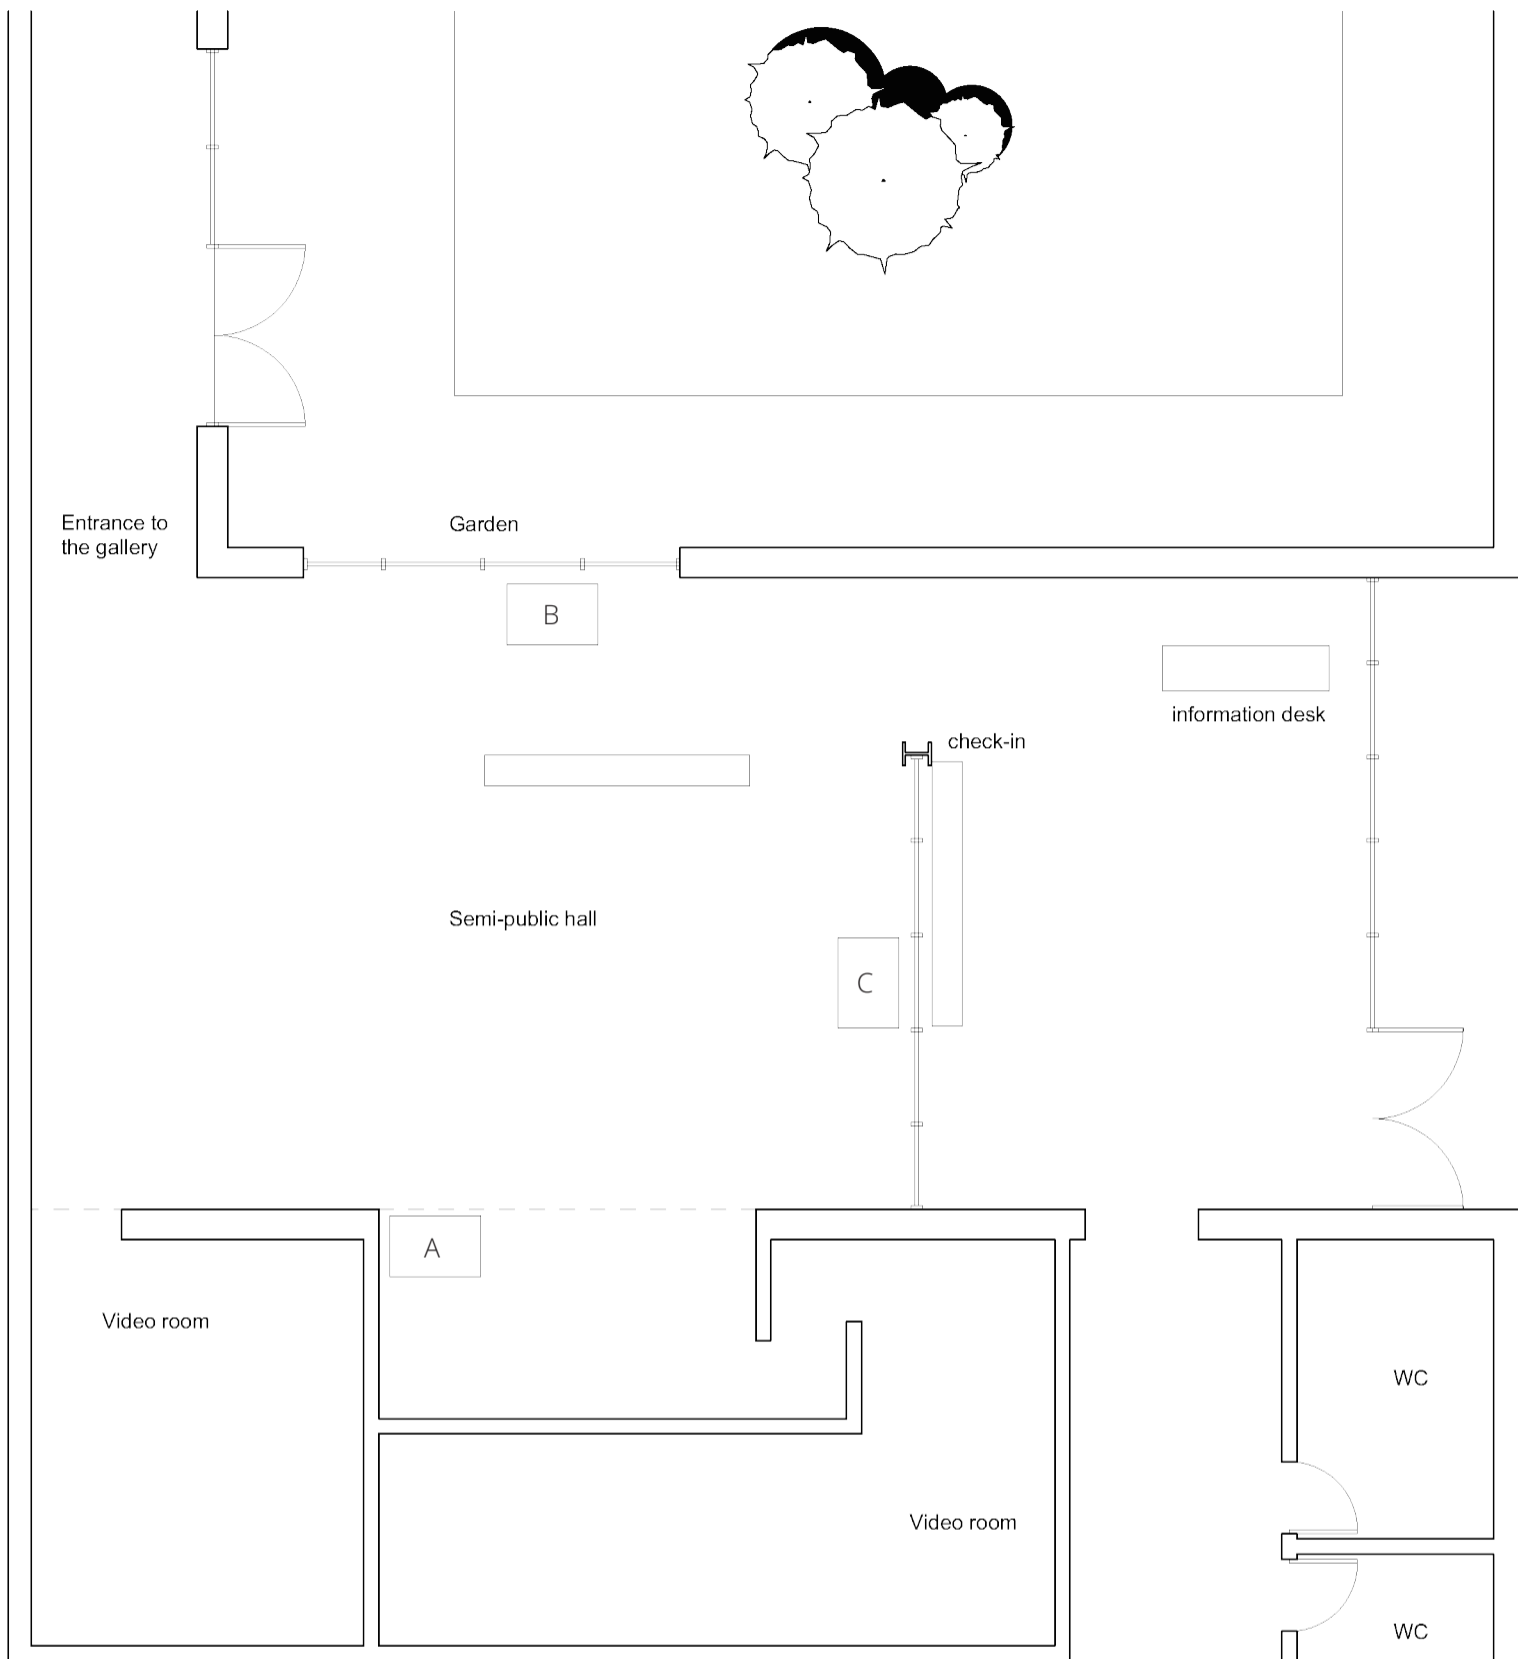 Entrance to
the gallery
Garden
B
information desk
check-in
Semi-public hall
C
A
Video room
WC
Video room
WC